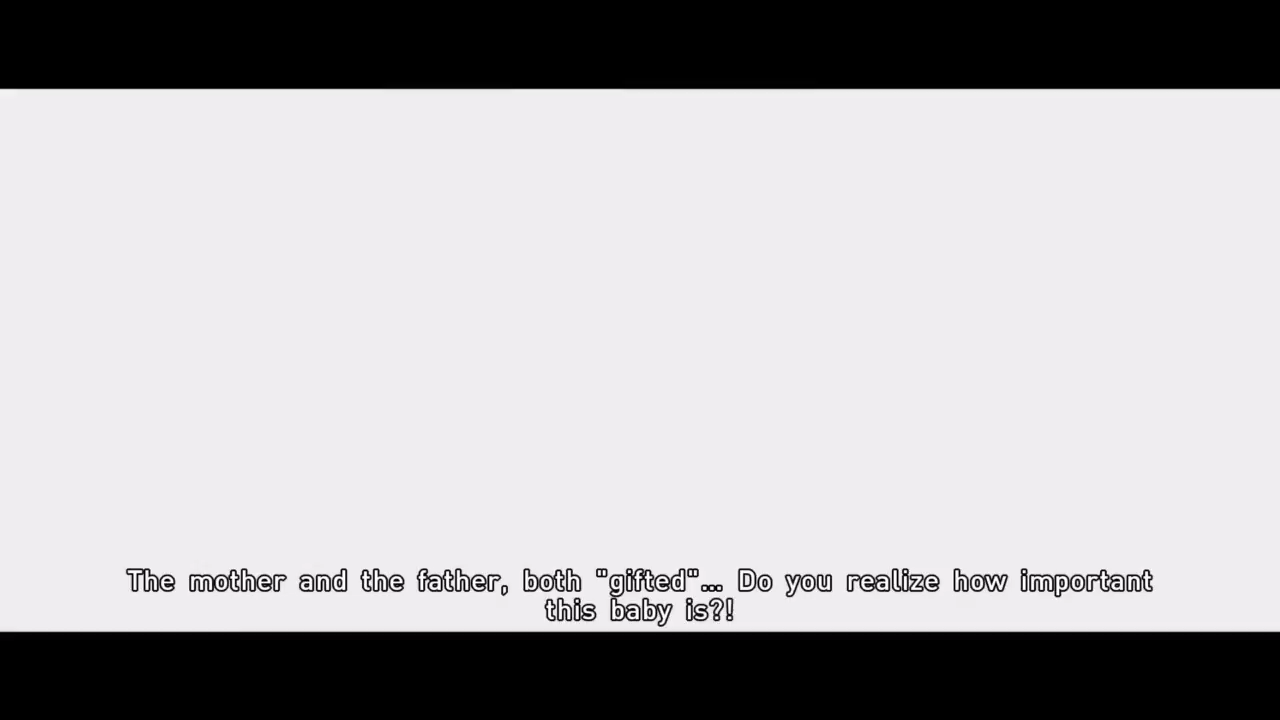 The mother and the father, both "gifted"... Do you realize how important
this baby is?!